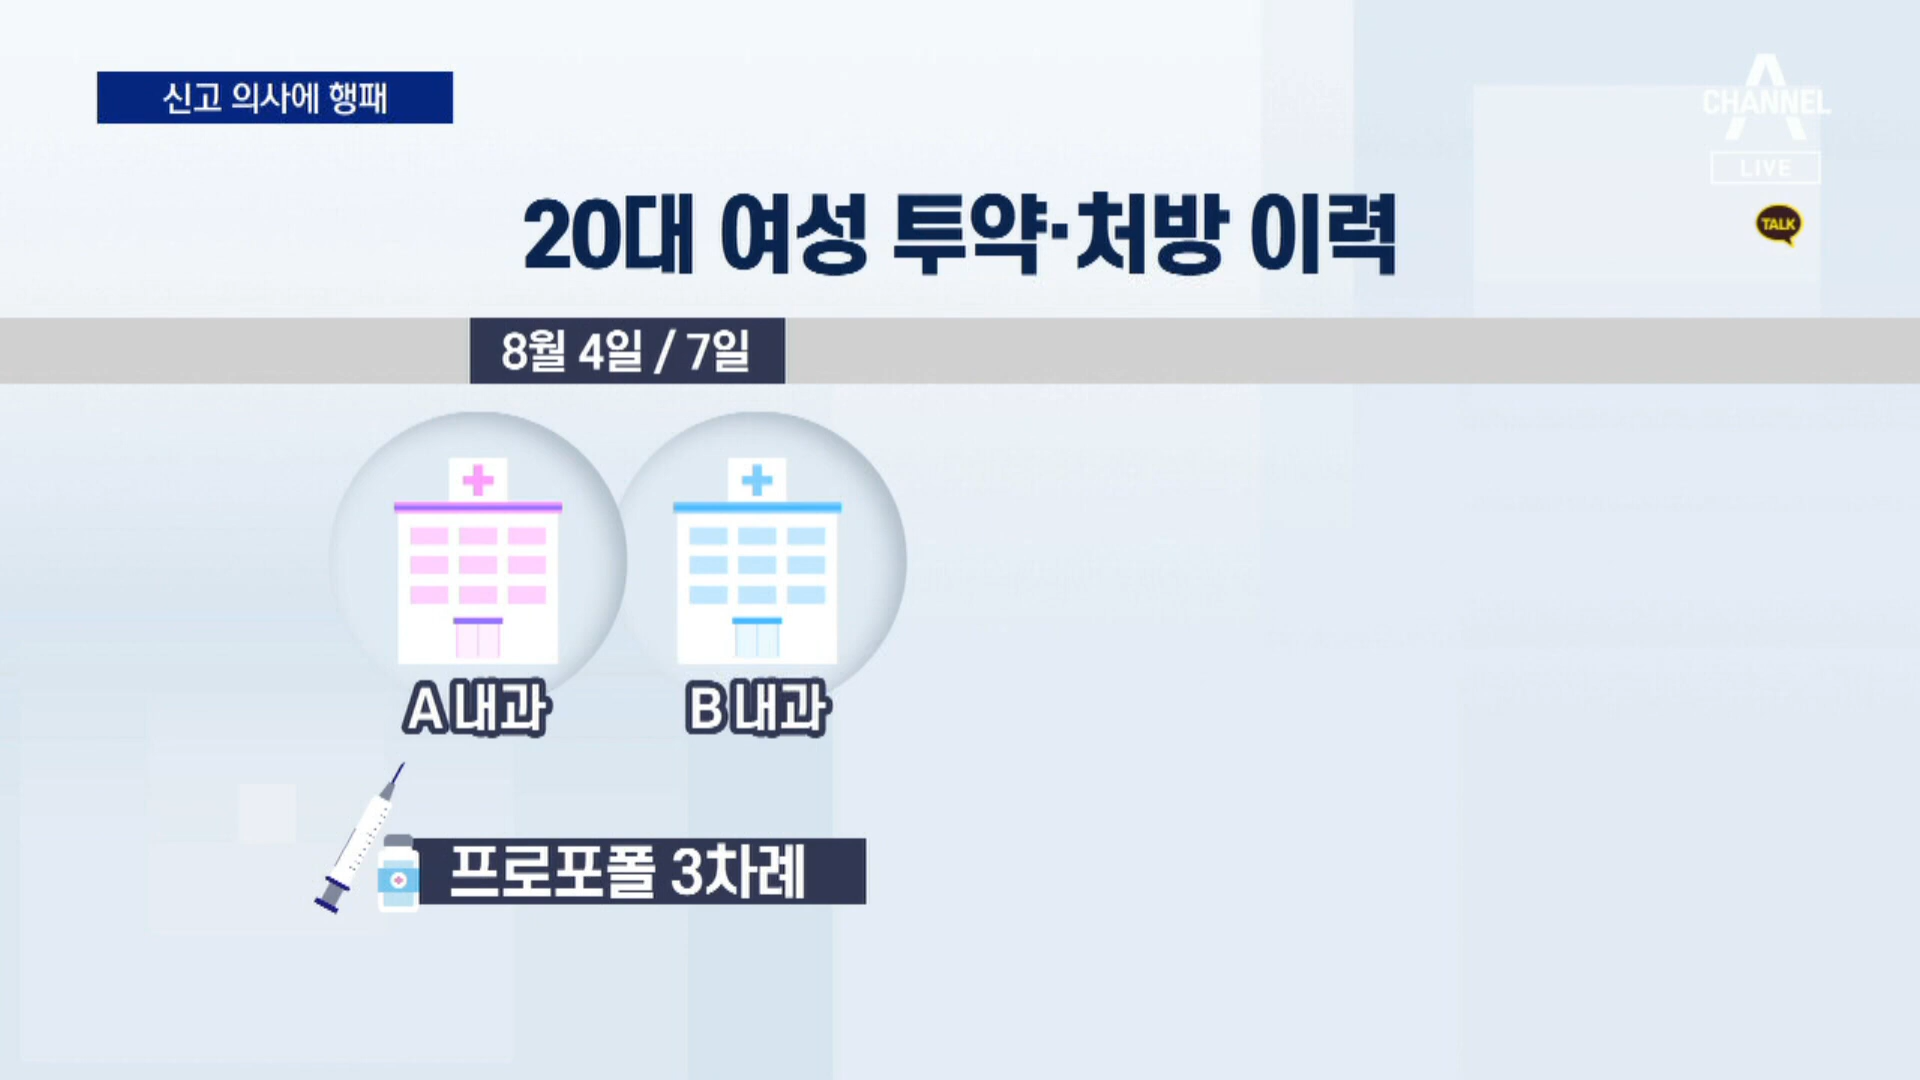 신고 의사에 행패
CHANNEL A
LIVE
TALK
20대 여성 투약·처방 이력
8월 4일 / 7일
A내과
B내과
프로포폴 3차례